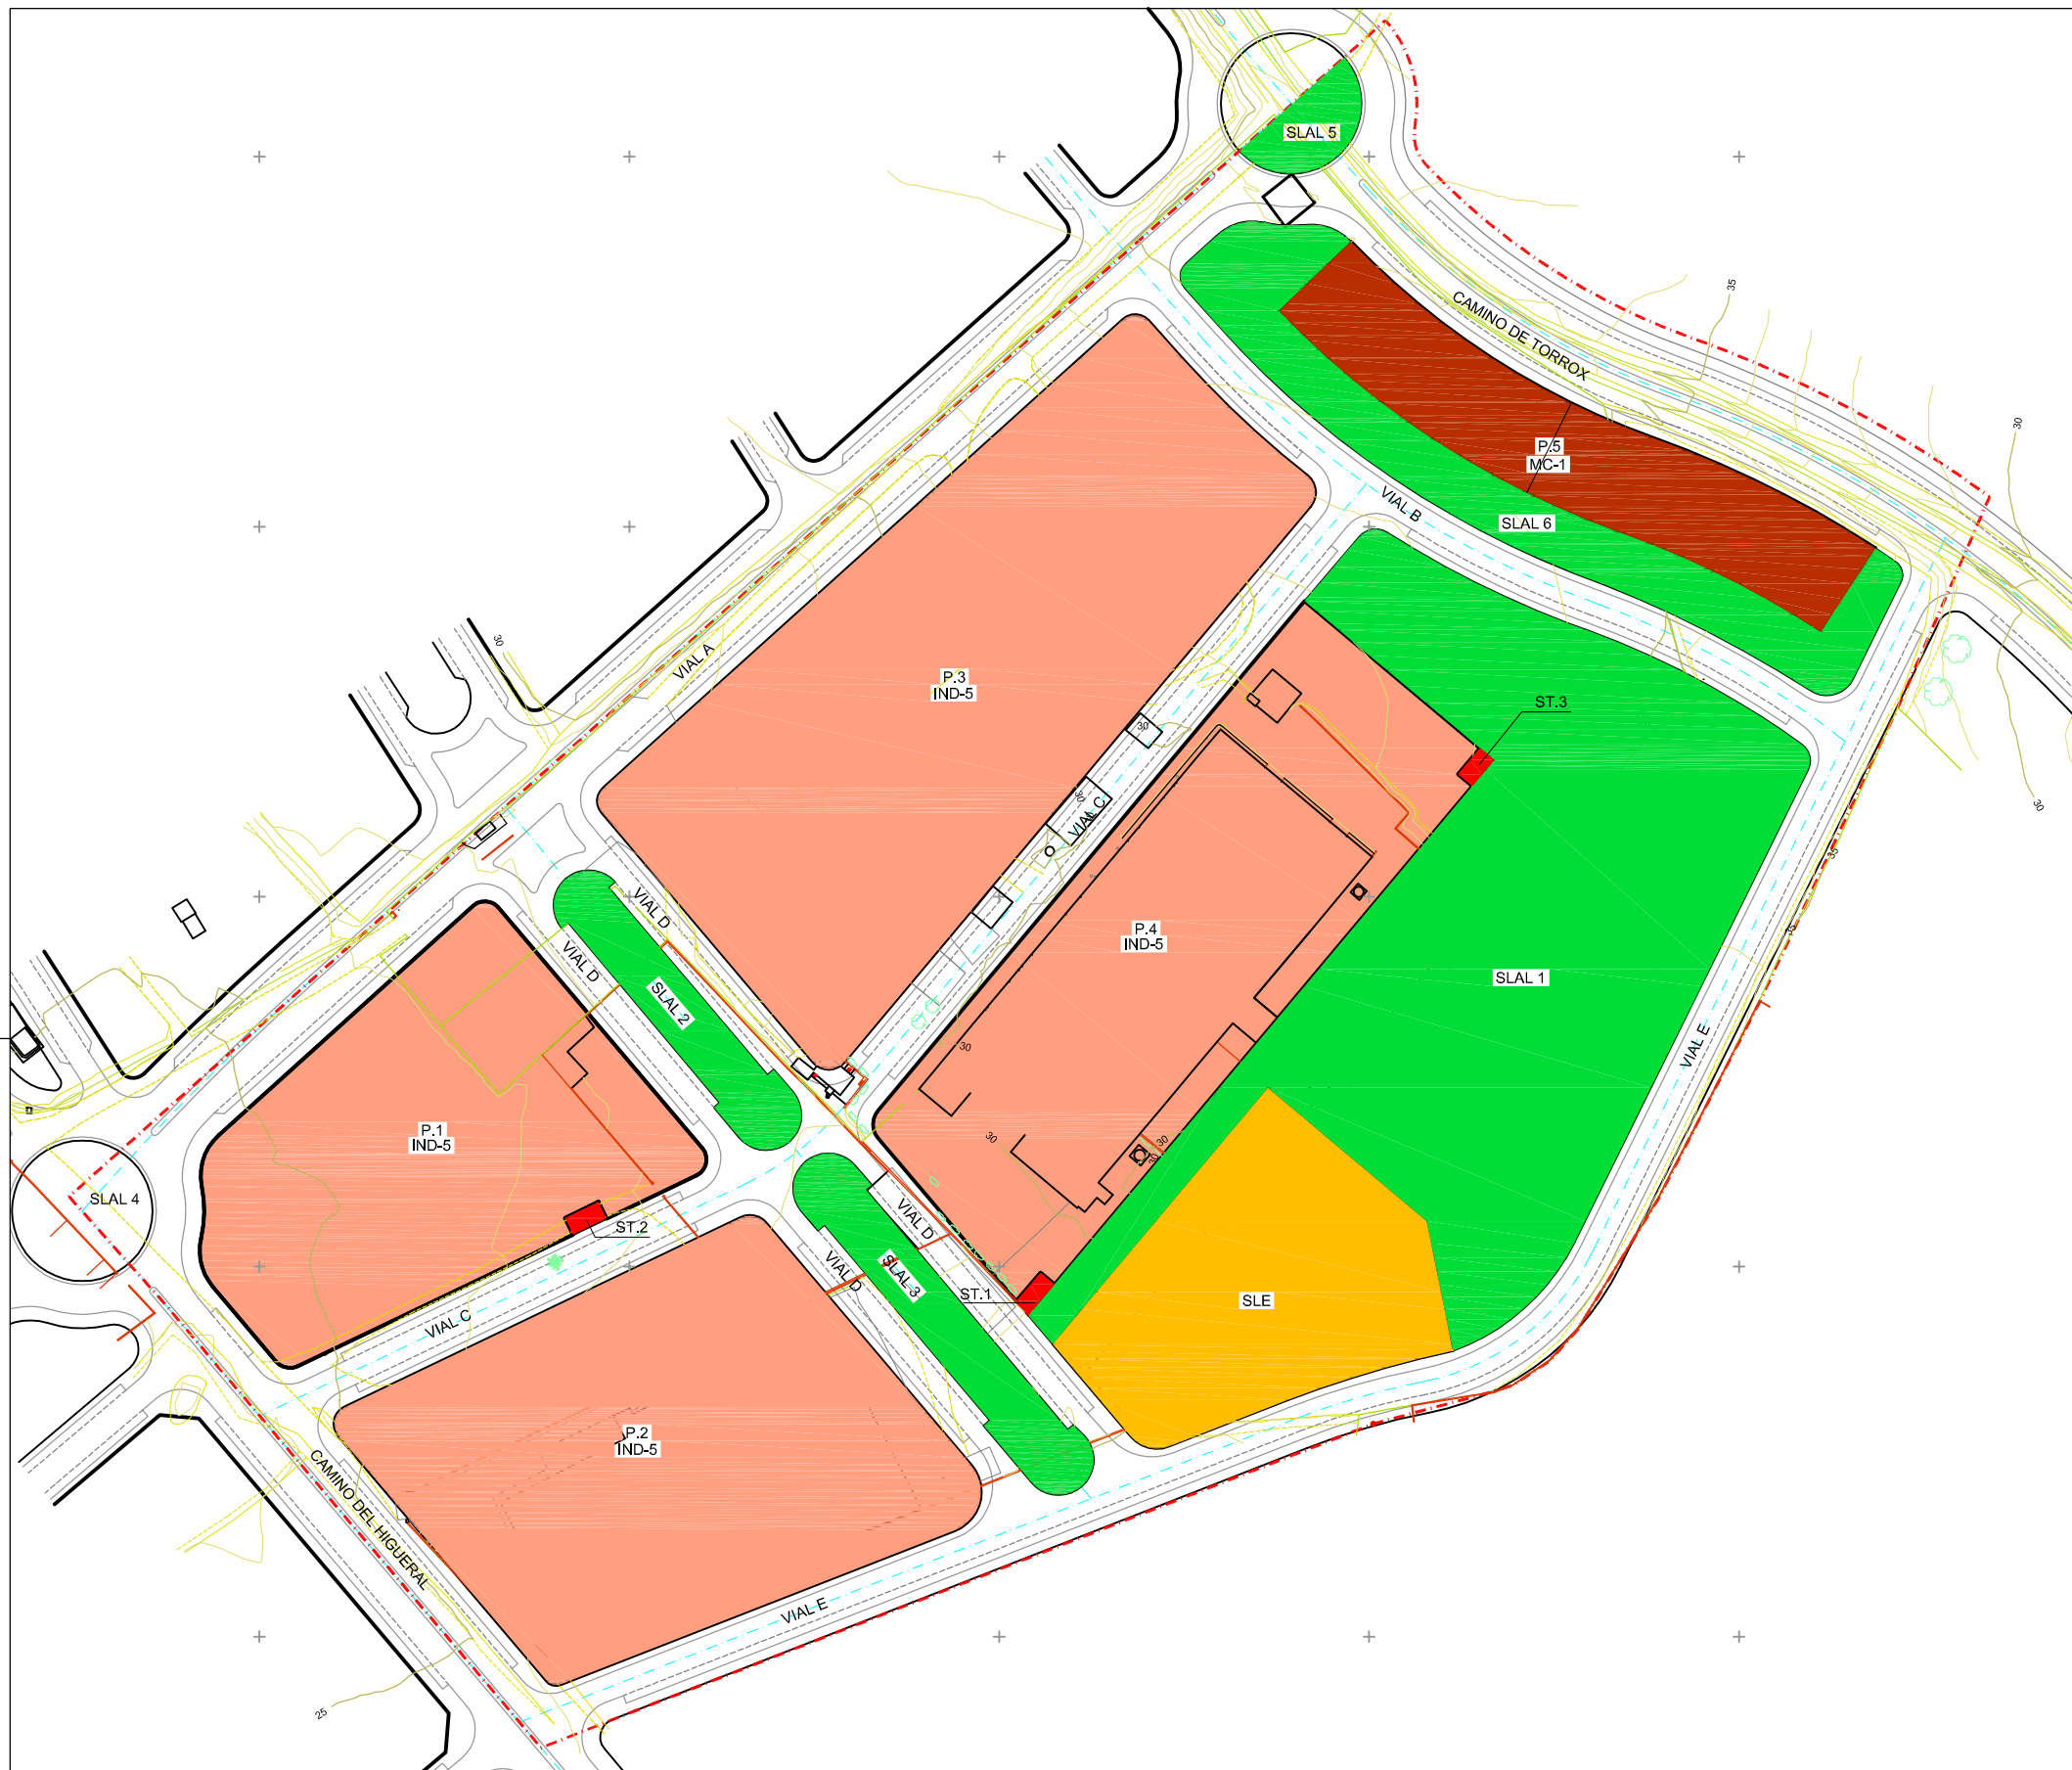 SLAL 5
35
CAMINO DE TORROX
30
P.5
MC-1
VIAL B
SLAL 6
30
VIAL A
P.3
IND-5
ST.3
30
30
VIAL C
30
35
VIAL D
P.4
IND-5
35
VIAL D
SLAL 2
SLAL 1
30
VIAL E
P.1
IND-5
30
30
30
SLAL 4
ST.2
VIAL D
VIAL D
SLAL 3
ST.1
SLE
VIAL C
P.2
IND-5
CAMINO DEL HIGUERAL
VIAL E
25